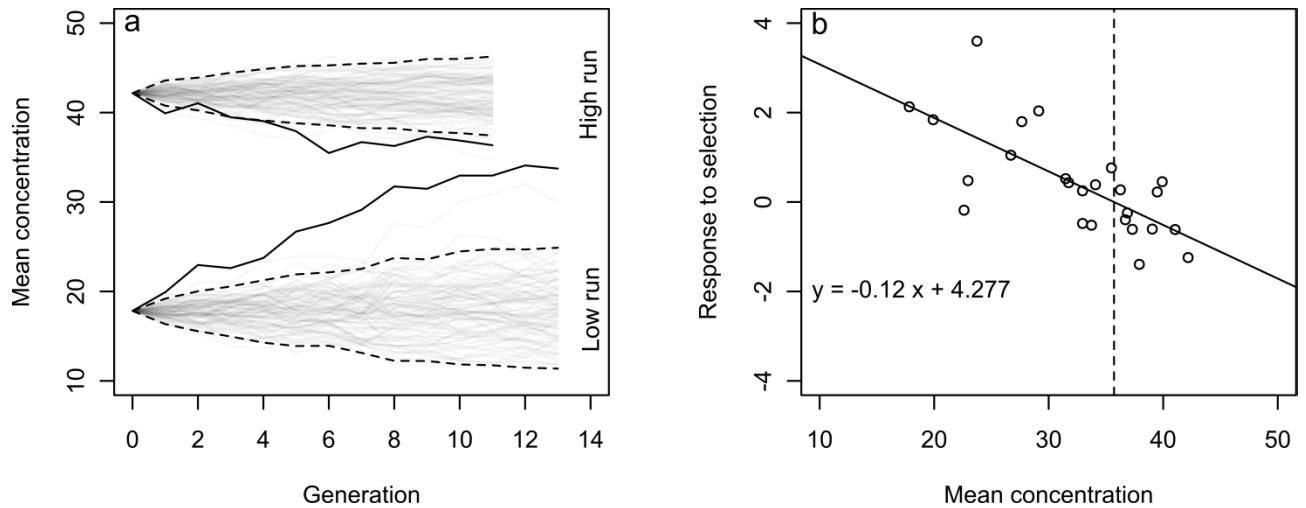 a
50
40
30
20
10
Mean concentration
High run
Low run
0 2 4 6 8 10 12 14
Generation
b
4
2
0
-2
-4
Response to selection
y = -0.12 x + 4.277
10 20 30 40 50
Mean concentration